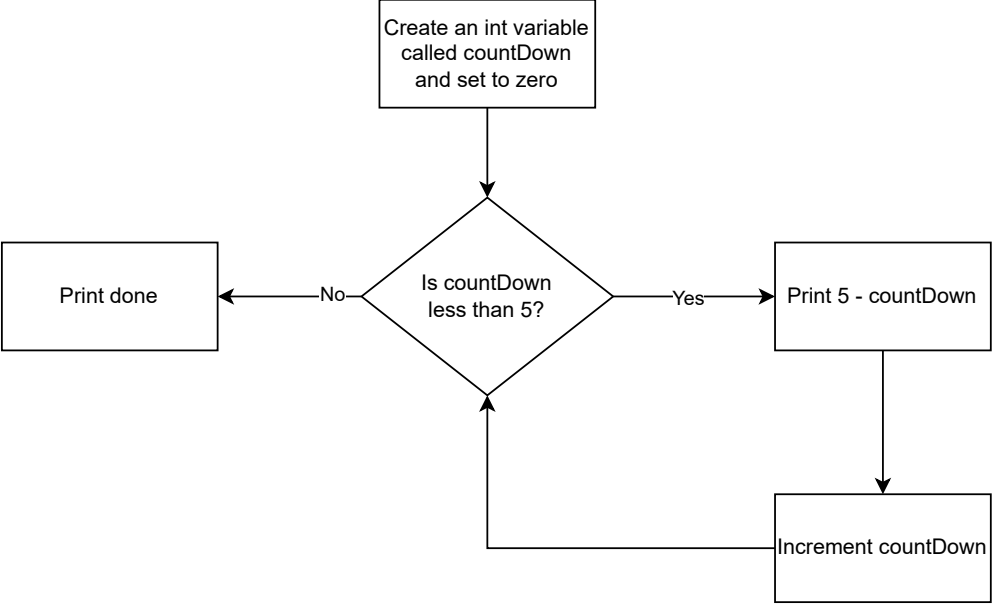 Create an int variable
called countDown
and set to zero
Is countDown
less than 5?
No
Yes
Print done
Print 5 - countDown
Increment countDown